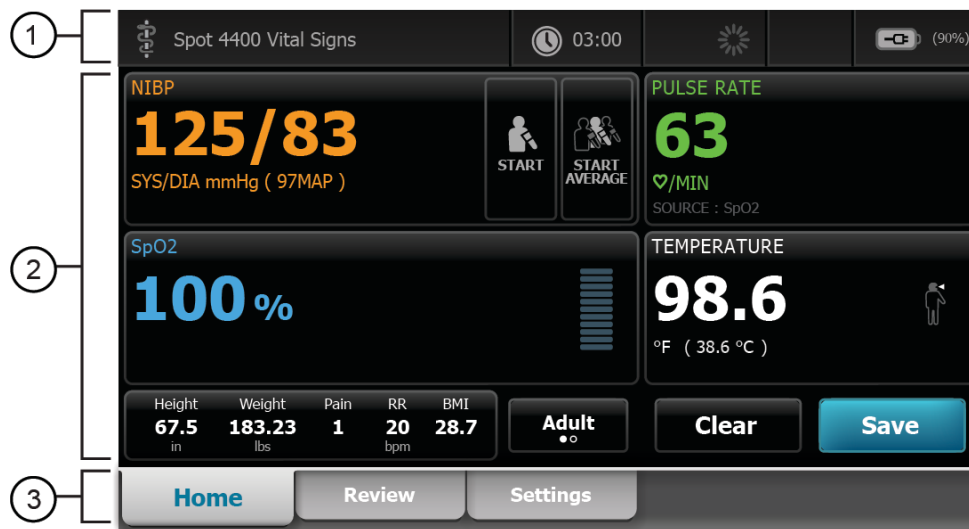 1
Spot 4400 Vital Signs
03:00
(90%)
2
NIBP
125/83
SYS/DIA mmHg ( 97MAP )
START
START
AVERAGE
PULSE RATE
63
/MIN
SOURCE : SpO2
SpO2
100 %
TEMPERATURE
98.6
°F ( 38.6 °C )
Height Weight Pain RR BMI
67.5 183.23 1 20 28.7
in lbs bpm
Adult
Clear
Save
3
Home
Review
Settings